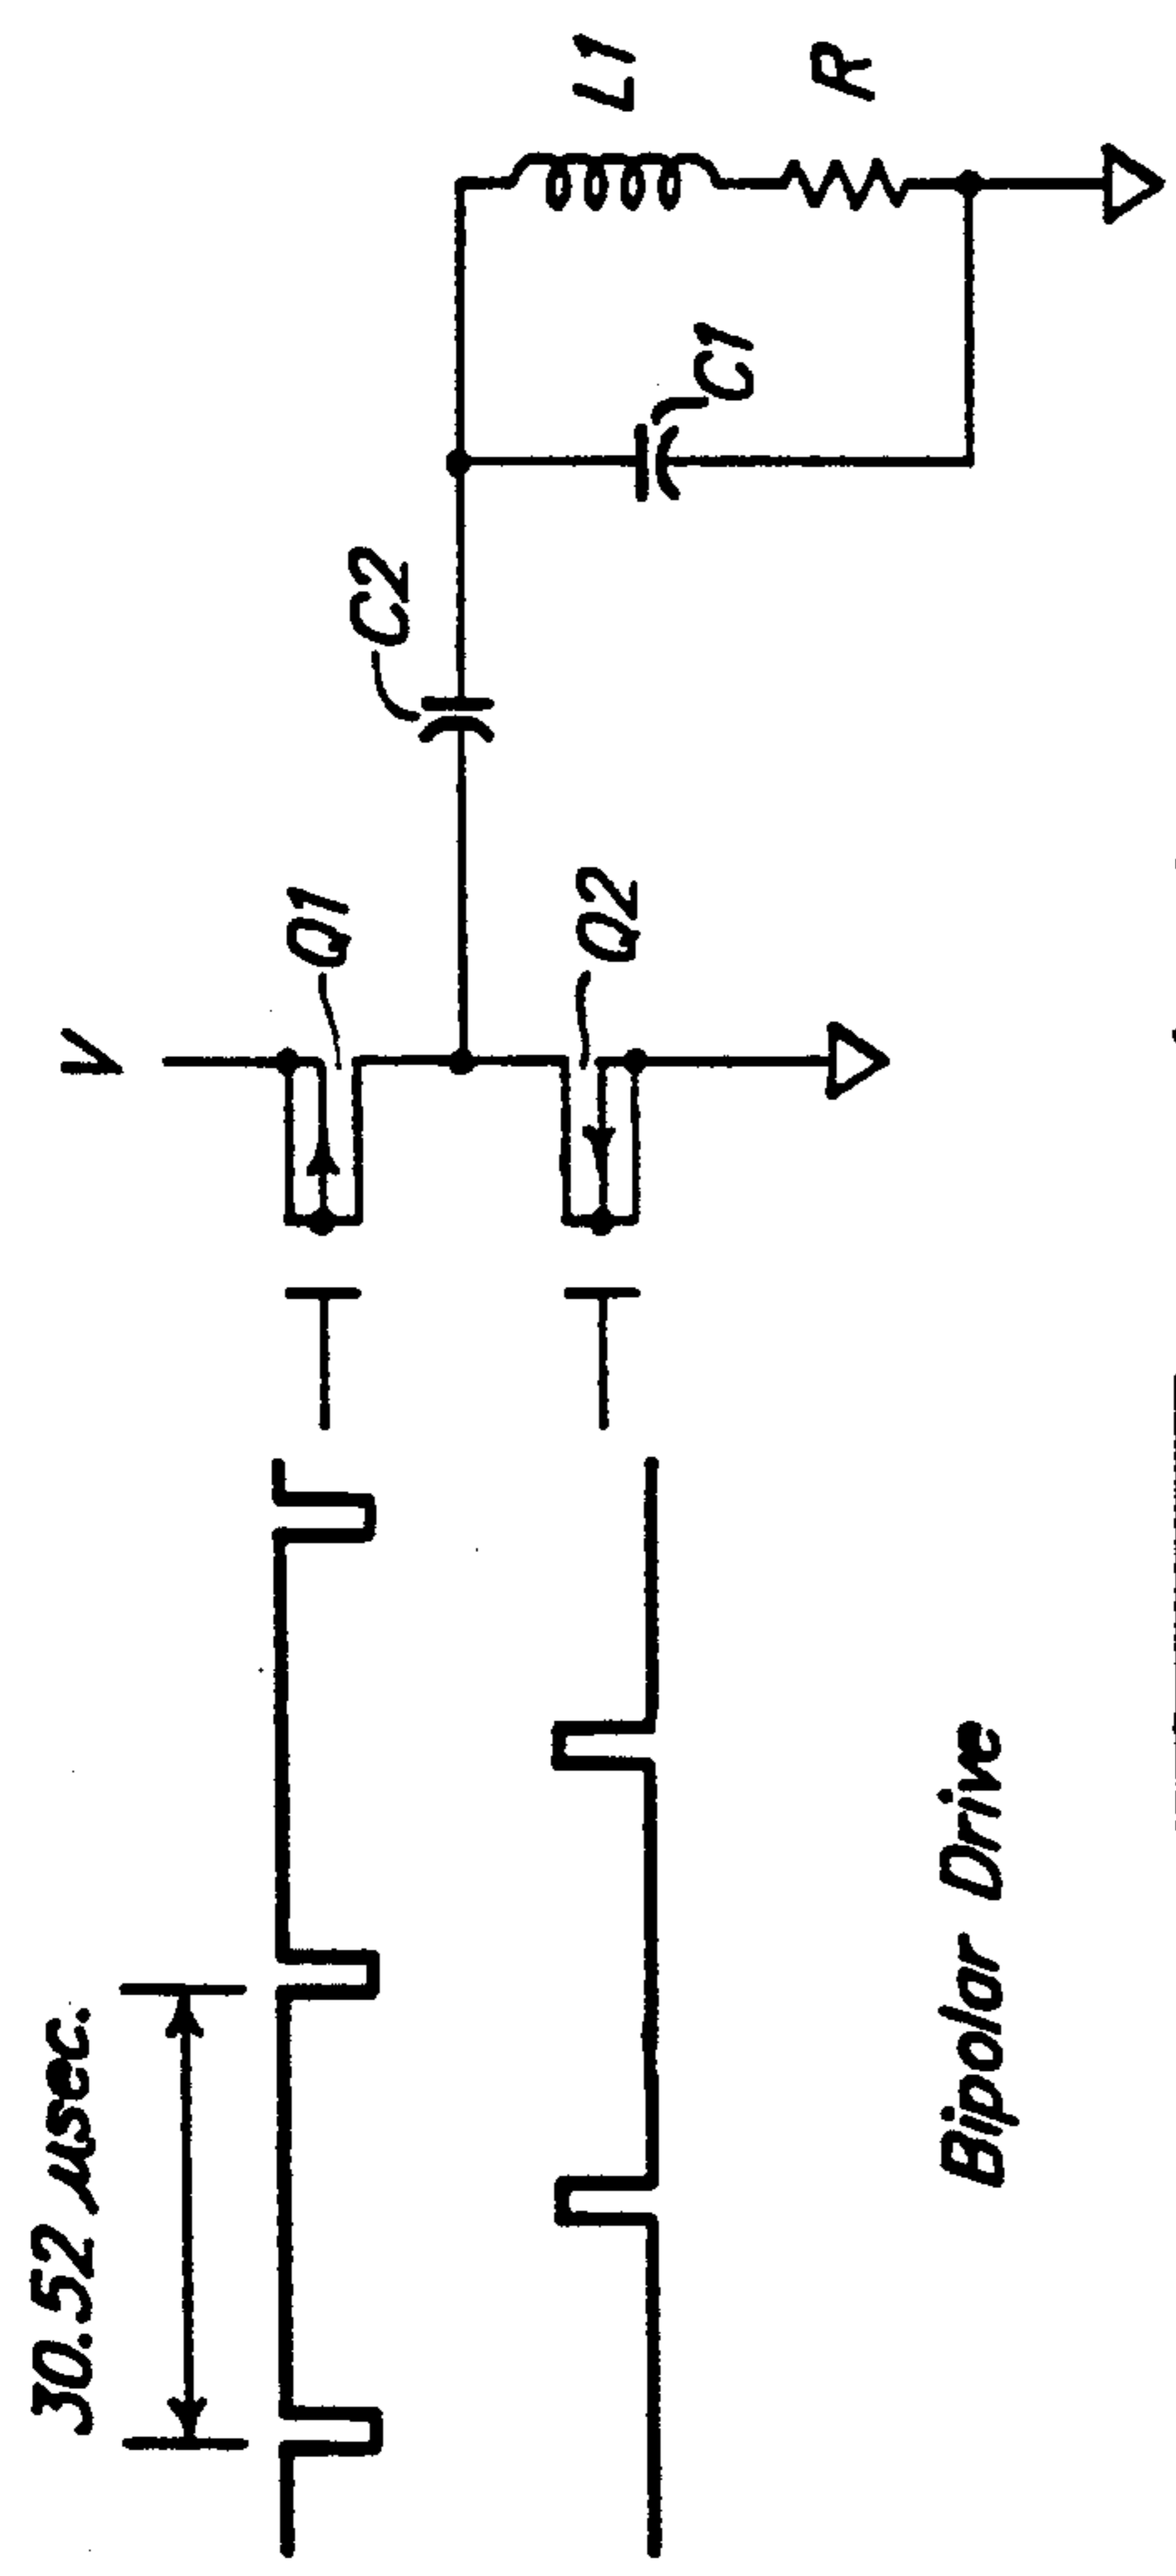 30.52 µsec.
V
Q1
Q2
C2
C1
L1
R
Bipolar Drive